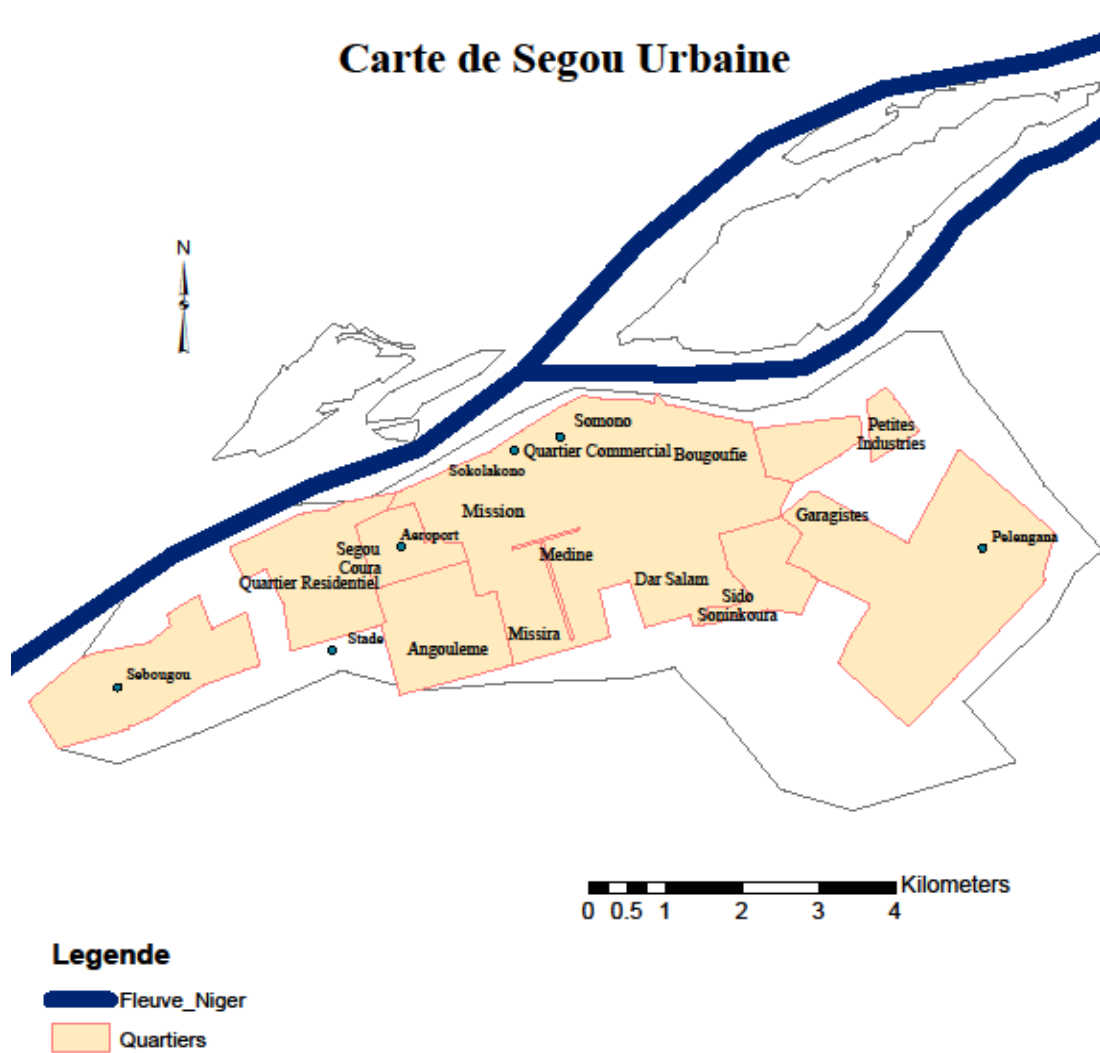 Carte de Segou Urbaine
N
Somono
Quartier Commercial
Bougoufie
Petites
Industries
Sokolakono
Mission
Garagistes
Aeroport
Segou
Coura
Medine
Pelengana
Quartier Residentiel
Dar Salam
Sido
Soninkoura
Missira
Stade
Angouleme
Sebougou
Kilometers
0 0.5 1 2 3 4
Legende
Fleuve_Niger
Quartiers